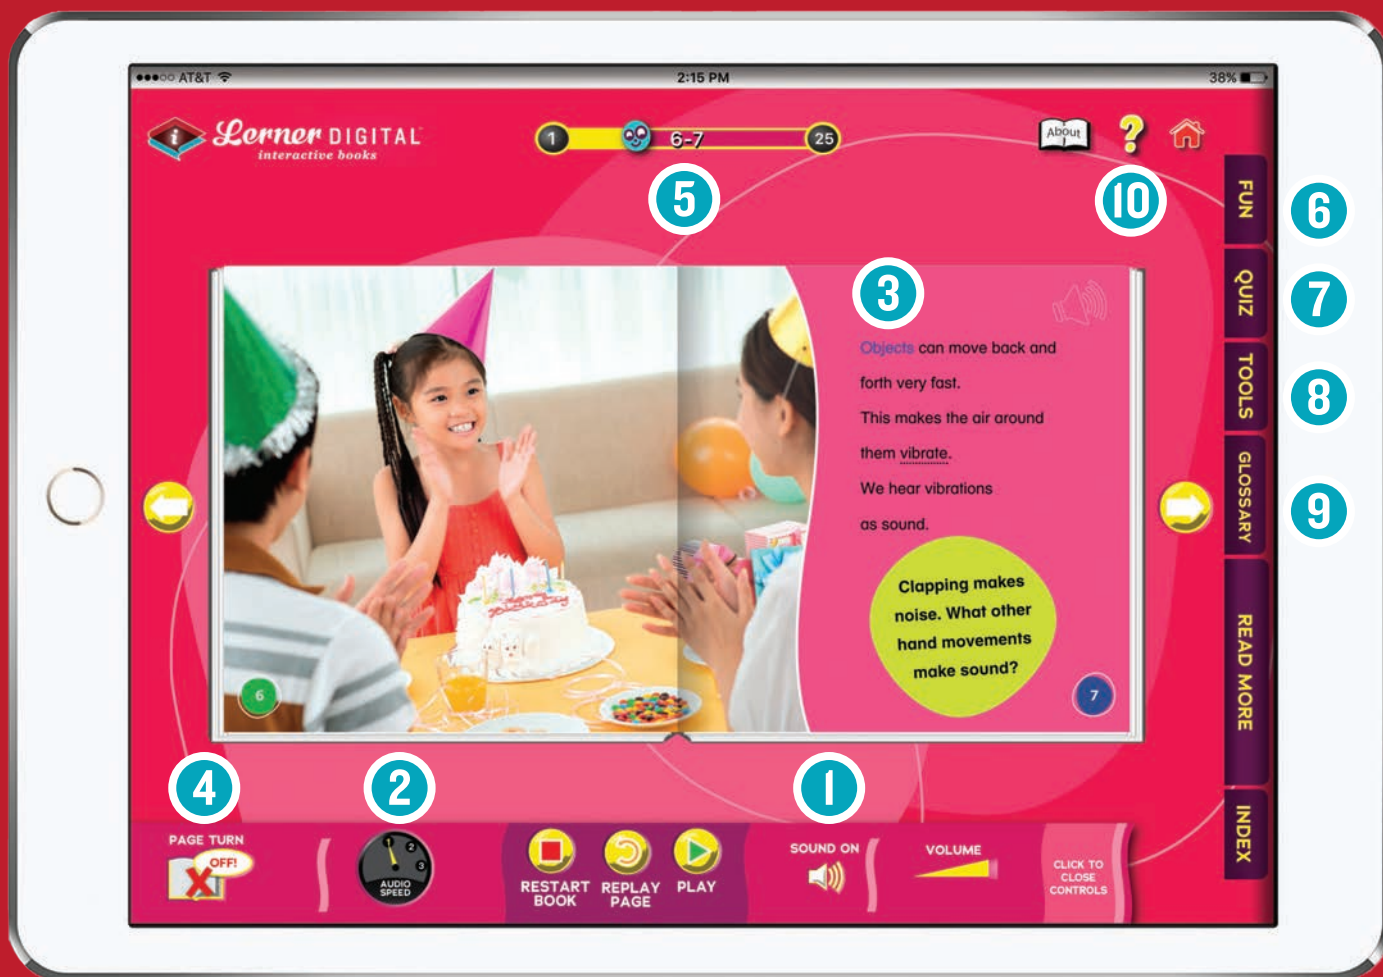 AT&T
2:15 PM
38%
i
Lerner DIGITAL™
interactive books
1
6-7
25
About
?
5
10
FUN
6
QUIZ
7
TOOLS
8
GLOSSARY
9
READ MORE
INDEX
3
Objects can move back and
forth very fast.
This makes the air around
them vibrate.
We hear vibrations
as sound.
Clapping makes
noise. What other
hand movements
make sound?
6
7
4
2
1
PAGE TURN
OFF!
X
1
2
3
AUDIO
SPEED
RESTART
BOOK
REPLAY
PAGE
PLAY
SOUND ON
VOLUME
CLICK TO
CLOSE
CONTROLS